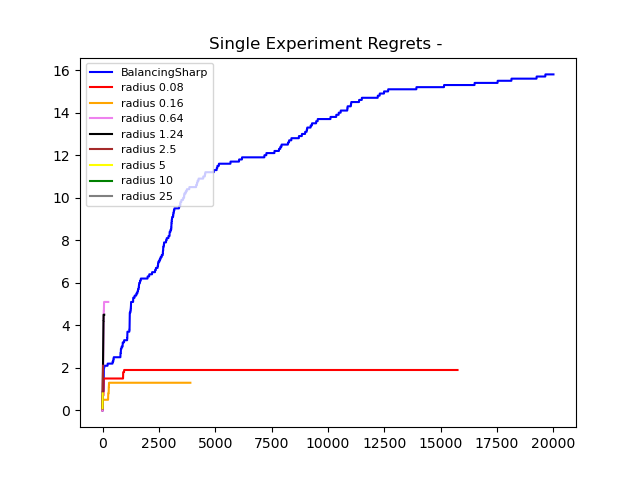 Single Experiment Regrets -
16
14
12
10
8
6
4
2
0
BalancingSharp
radius 0.08
radius 0.16
radius 0.64
radius 1.24
radius 2.5
radius 5
radius 10
radius 25
0 2500 5000 7500 10000 12500 15000 17500 20000